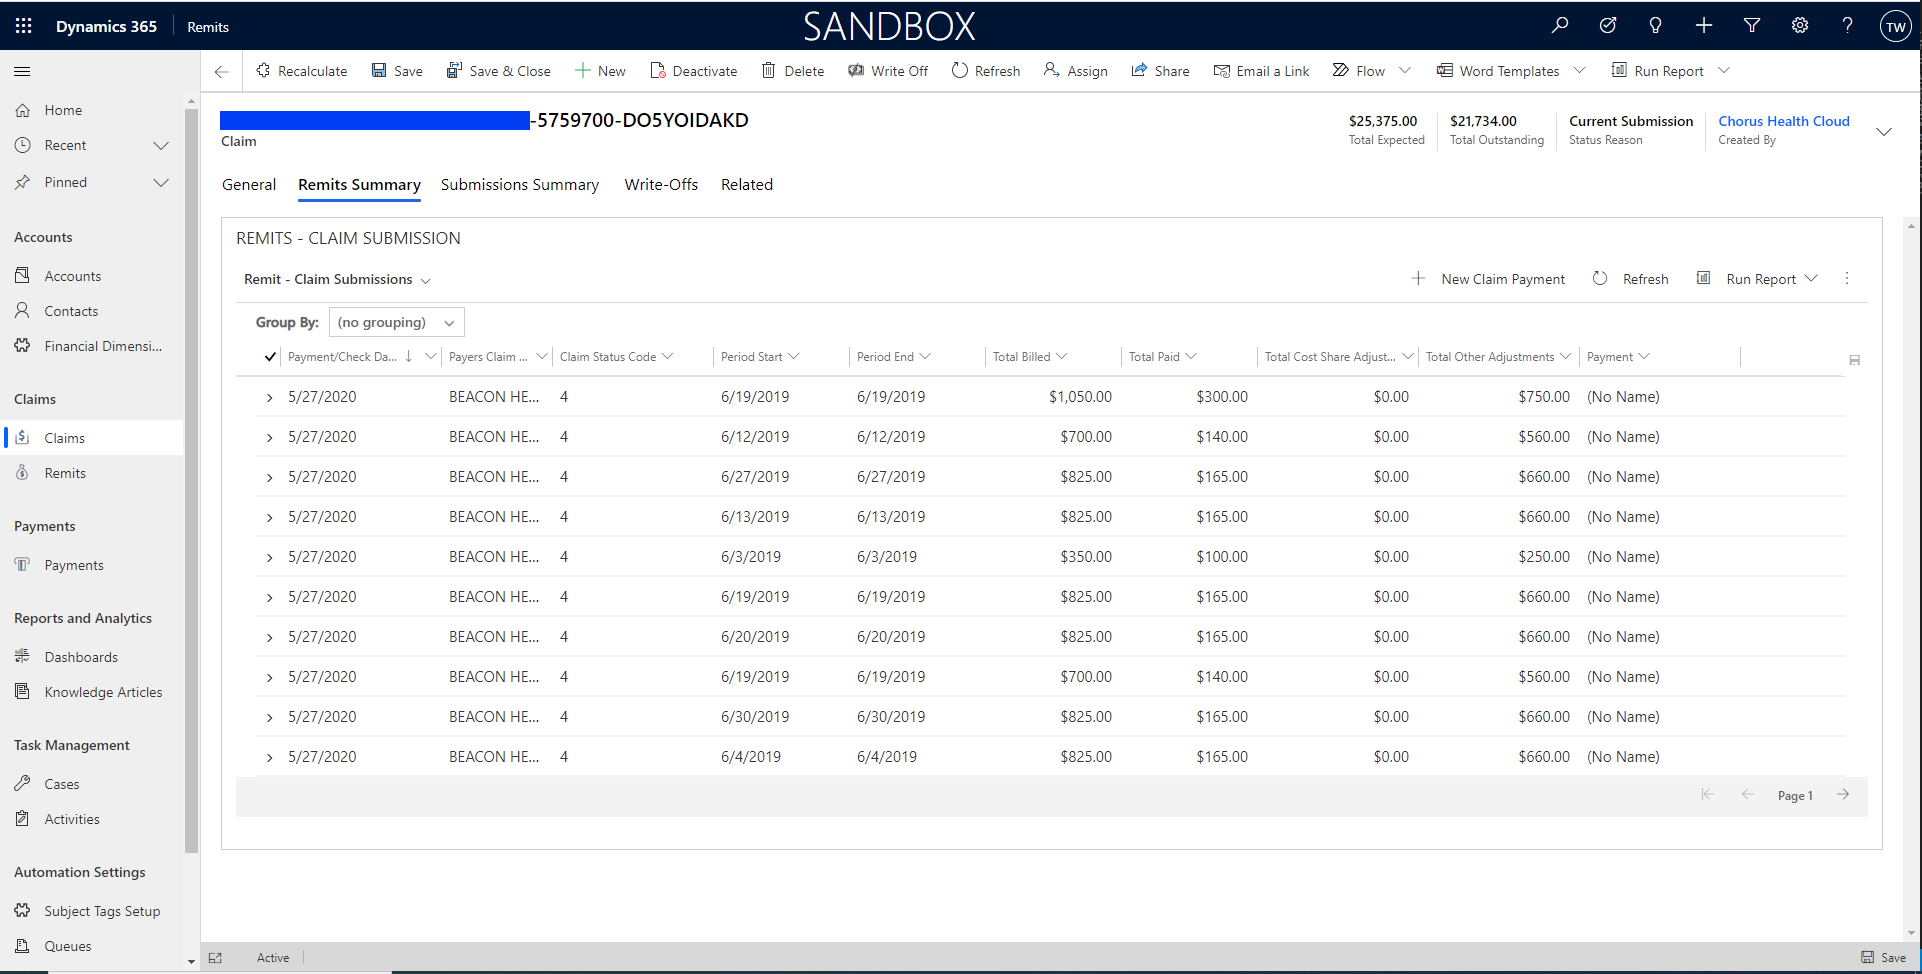 Dynamics 365 Remits SANDBOX TW
Recalculate Save Save & Close New Deactivate Delete Write Off Refresh Assign Share Email a Link Flow Word Templates Run Report
Home
Recent
Pinned
Accounts
Accounts
Contacts
Financial Dimensi...
Claims
Claims
Remits
Payments
Payments
Reports and Analytics
Dashboards
Knowledge Articles
Task Management
Cases
Activities
Automation Settings
Subject Tags Setup
Queues
-5759700-DO5YOIDAKD
Claim
$25,375.00 $21,734.00 Current Submission Chorus Health Cloud
Total Expected Total Outstanding Status Reason Created By
General Remits Summary Submissions Summary Write-Offs Related
REMITS - CLAIM SUBMISSION
Remit - Claim Submissions New Claim Payment Refresh Run Report
Group By: (no grouping)
Payment/Check Da... Payers Claim ... Claim Status Code Period Start Period End Total Billed Total Paid Total Cost Share Adjust... Total Other Adjustments Payment
5/27/2020 BEACON HE... 4 6/19/2019 6/19/2019 $1,050.00 $300.00 $0.00 $750.00 (No Name)
5/27/2020 BEACON HE... 4 6/12/2019 6/12/2019 $700.00 $140.00 $0.00 $560.00 (No Name)
5/27/2020 BEACON HE... 4 6/27/2019 6/27/2019 $825.00 $165.00 $0.00 $660.00 (No Name)
5/27/2020 BEACON HE... 4 6/13/2019 6/13/2019 $825.00 $165.00 $0.00 $660.00 (No Name)
5/27/2020 BEACON HE... 4 6/3/2019 6/3/2019 $350.00 $100.00 $0.00 $250.00 (No Name)
5/27/2020 BEACON HE... 4 6/19/2019 6/19/2019 $825.00 $165.00 $0.00 $660.00 (No Name)
5/27/2020 BEACON HE... 4 6/20/2019 6/20/2019 $825.00 $165.00 $0.00 $660.00 (No Name)
5/27/2020 BEACON HE... 4 6/19/2019 6/19/2019 $700.00 $140.00 $0.00 $560.00 (No Name)
5/27/2020 BEACON HE... 4 6/30/2019 6/30/2019 $825.00 $165.00 $0.00 $660.00 (No Name)
5/27/2020 BEACON HE... 4 6/4/2019 6/4/2019 $825.00 $165.00 $0.00 $660.00 (No Name)
Page 1
Active Save